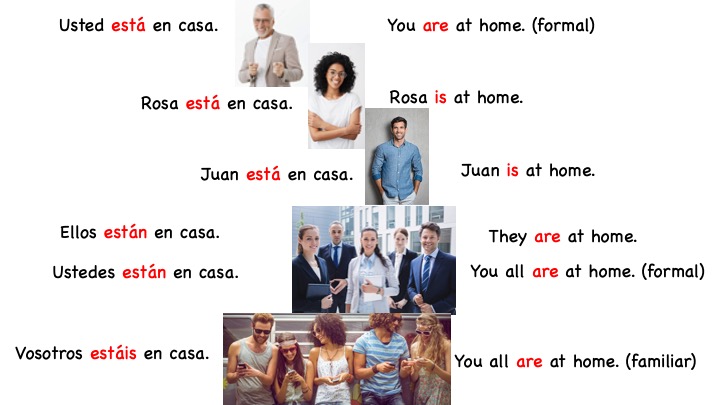 Usted está en casa.
You are at home. (formal)
Rosa está en casa.
Rosa is at home.
Juan está en casa.
Juan is at home.
Ellos están en casa.
They are at home.
Ustedes están en casa.
You all are at home. (formal)
Vosotros estáis en casa.
You all are at home. (familiar)